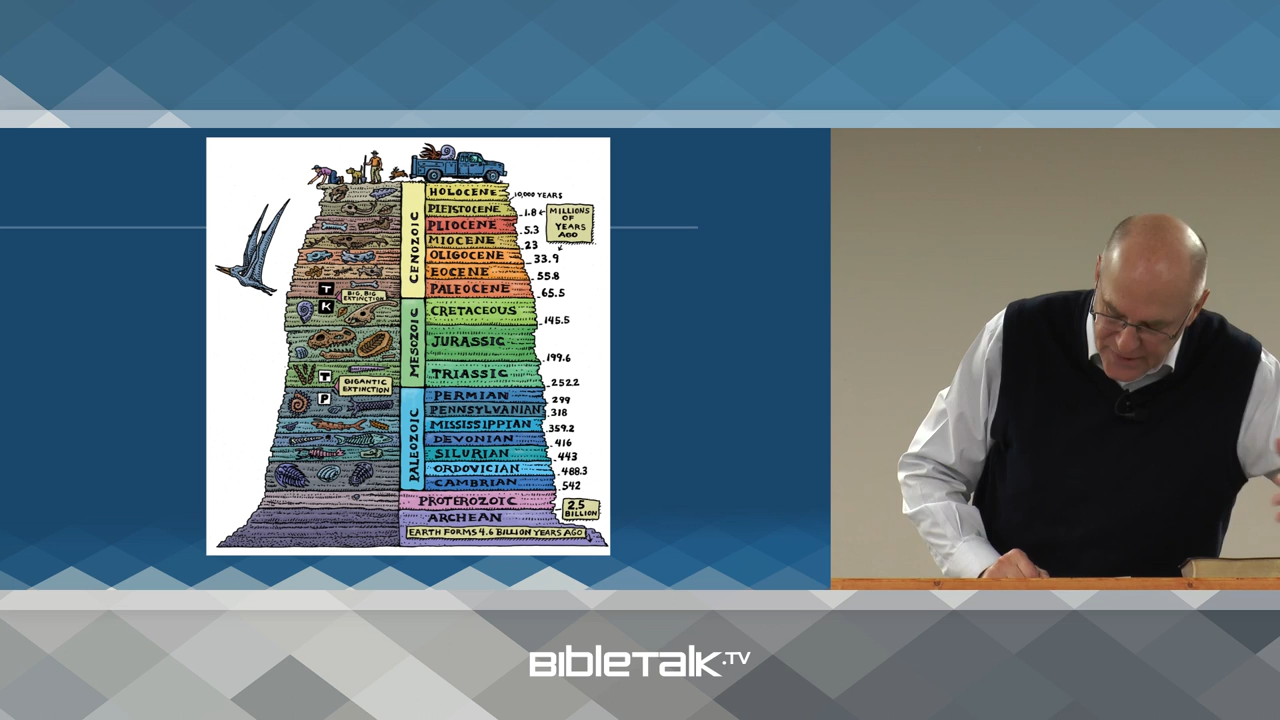 HOLOCENE
10,000 YEARS
PLEISTOCENE
1.8
MILLIONS
OF
YEARS
AGO
PLIOCENE
5.3
MIOCENE
23
OLIGOCENE
33.9
EOCENE
55.8
PALEOCENE
65.5
CENOZOIC
T
BIG, BIG
EXTINCTION
K
CRETACEOUS
145.5
JURASSIC
199.6
TRIASSIC
252.2
MESOZOIC
T
GIGANTIC
EXTINCTION
P
PERMIAN
299
PENNSYLVANIAN
318
MISSISSIPPIAN
359.2
DEVONIAN
416
SILURIAN
443
ORDOVICIAN
488.3
CAMBRIAN
542
PALEOZOIC
PROTEROZOIC
2.5
BILLION
ARCHEAN
EARTH FORMS 4.6 BILLION YEARS AGO
BIBLETALK.TV